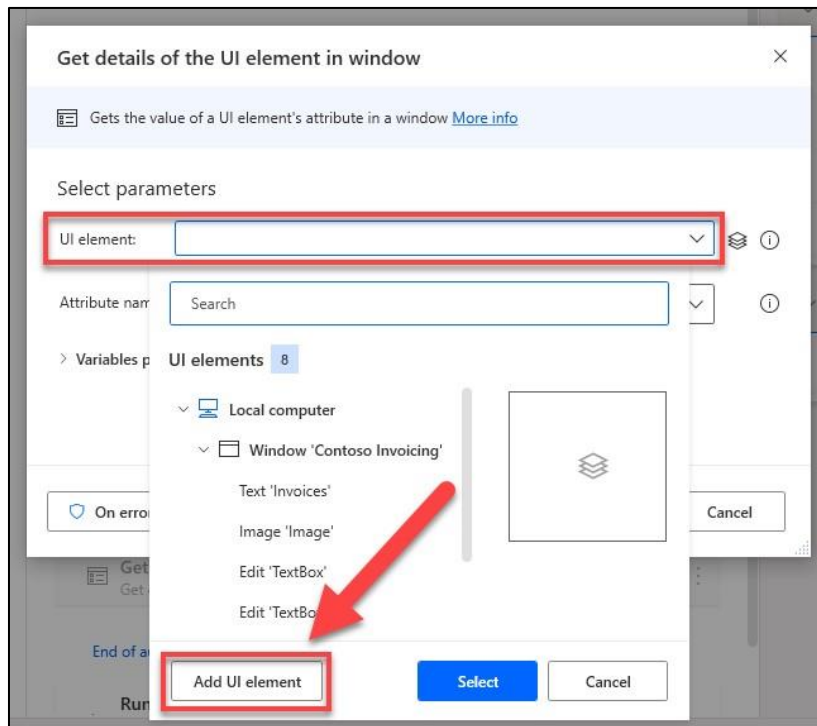 Get details of the UI element in window
Gets the value of a UI element's attribute in a window More info
Select parameters
UI element:
Attribute nam
Search
Variables p
UI elements 8
Local computer
Window 'Contoso Invoicing'
Text 'Invoices'
Image 'Image'
Edit 'TextBox'
Edit 'TextBo
On erro
Cancel
Get
Get
End of a
Add UI element
Select
Cancel
Run